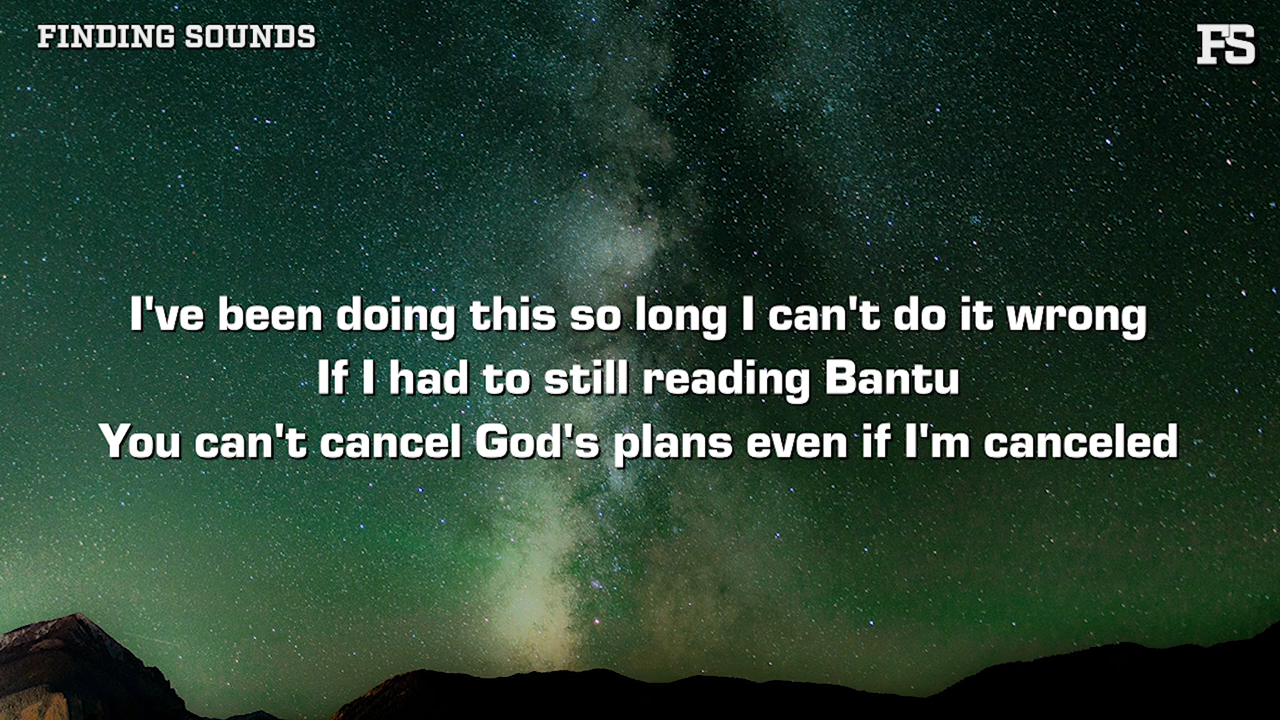 FINDING SOUNDS
FS
I've been doing this so long I can't do it wrong
If I had to still reading Bantu
You can't cancel God's plans even if I'm canceled